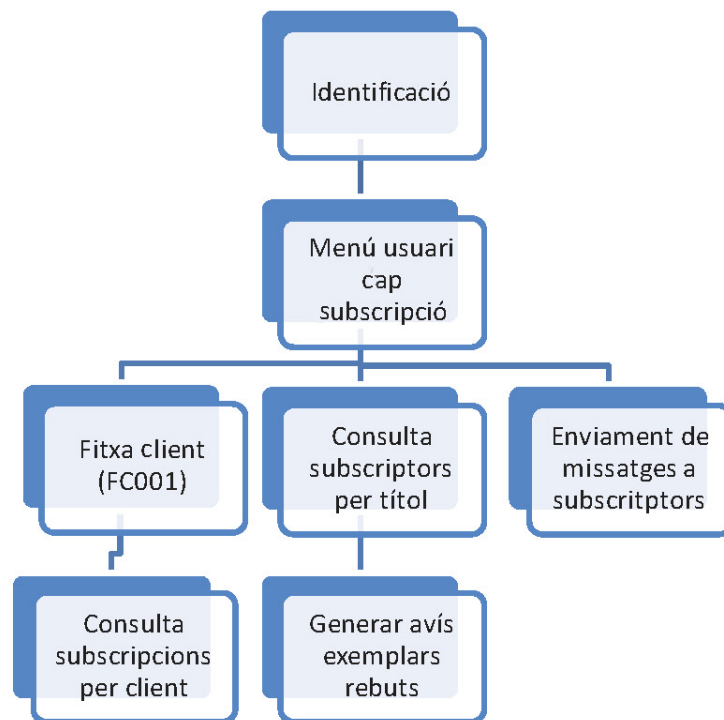 Identificació
Menú usuari
cap
subscripció
Fitxa client
(FC001)
Consulta
subscriptors
per títol
Enviament de
missatges a
subscritptors
Consulta
subscripcions
per client
Generar avís
exemplars
rebuts